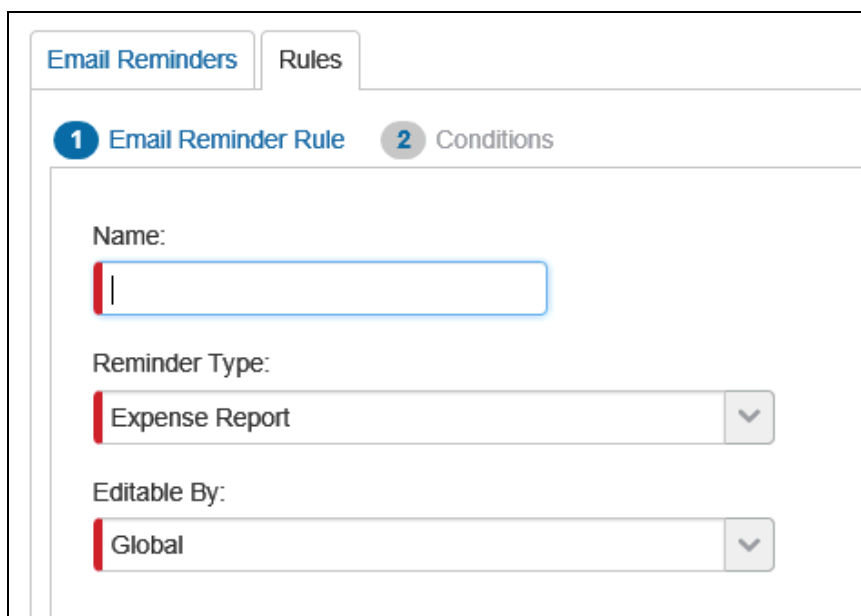 Email Reminders Rules
1 Email Reminder Rule 2 Conditions
Name:
Reminder Type:
Expense Report
Editable By:
Global